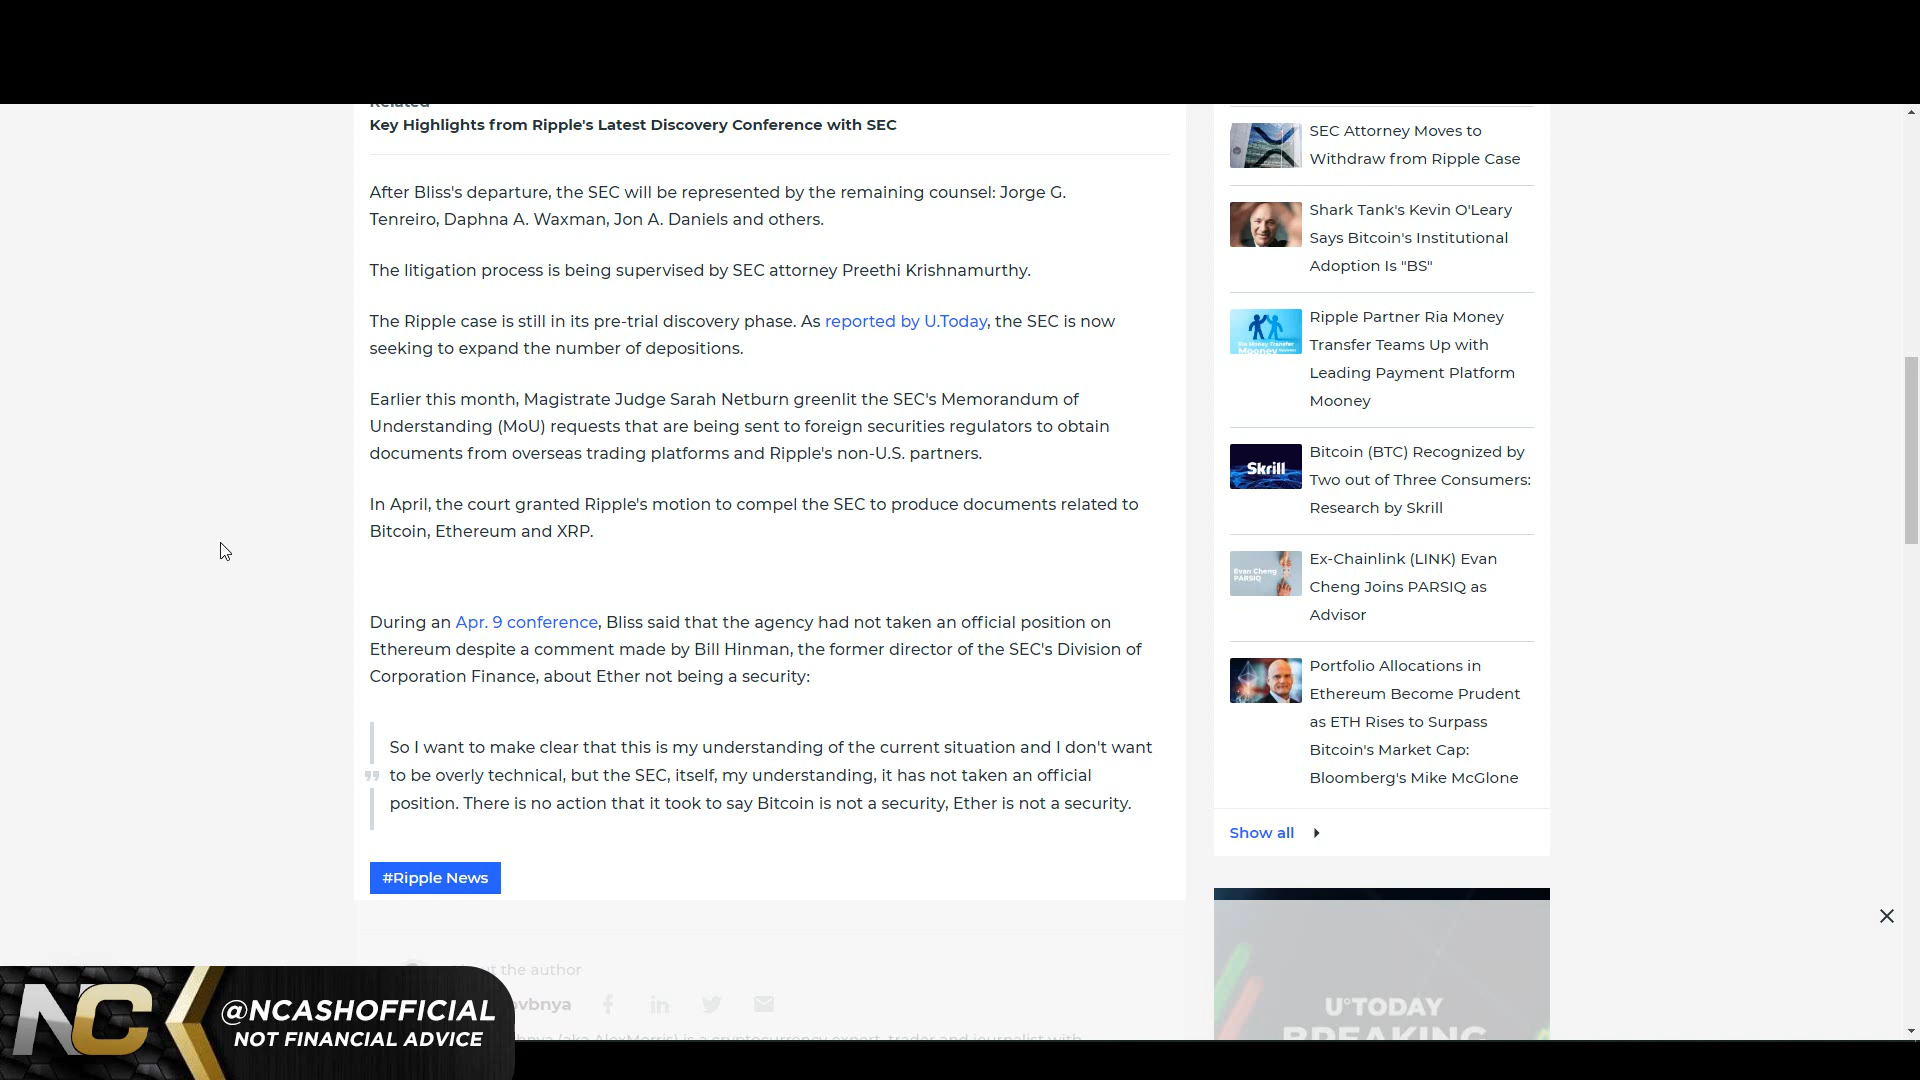 Related
Key Highlights from Ripple's Latest Discovery Conference with SEC
After Bliss's departure, the SEC will be represented by the remaining counsel: Jorge G.
Tenreiro, Daphna A. Waxman, Jon A. Daniels and others.
The litigation process is being supervised by SEC attorney Preethi Krishnamurthy.
The Ripple case is still in its pre-trial discovery phase. As reported by U.Today, the SEC is now
seeking to expand the number of depositions.
Earlier this month, Magistrate Judge Sarah Netburn greenlit the SEC's Memorandum of
Understanding (MoU) requests that are being sent to foreign securities regulators to obtain
documents from overseas trading platforms and Ripple's non-U.S. partners.
In April, the court granted Ripple's motion to compel the SEC to produce documents related to
Bitcoin, Ethereum and XRP.
During an Apr. 9 conference, Bliss said that the agency had not taken an official position on
Ethereum despite a comment made by Bill Hinman, the former director of the SEC's Division of
Corporation Finance, about Ether not being a security:
So I want to make clear that this is my understanding of the current situation and I don't want
to be overly technical, but the SEC, itself, my understanding, it has not taken an official
position. There is no action that it took to say Bitcoin is not a security, Ether is not a security.
#Ripple News
the author
SEC Attorney Moves to
Withdraw from Ripple Case
Shark Tank's Kevin O'Leary
Says Bitcoin's Institutional
Adoption Is "BS"
Ria Money Transfer
Mooney
Ripple Partner Ria Money
Transfer Teams Up with
Leading Payment Platform
Mooney
Skrill
Bitcoin (BTC) Recognized by
Two out of Three Consumers:
Research by Skrill
Evan Cheng
PARSIQ
Ex-Chainlink (LINK) Evan
Cheng Joins PARSIQ as
Advisor
Portfolio Allocations in
Ethereum Become Prudent
as ETH Rises to Surpass
Bitcoin's Market Cap:
Bloomberg's Mike McGlone
Show all
U°TODAY
BREAKING
NC
@NCASHOFFICIAL
NOT FINANCIAL ADVICE